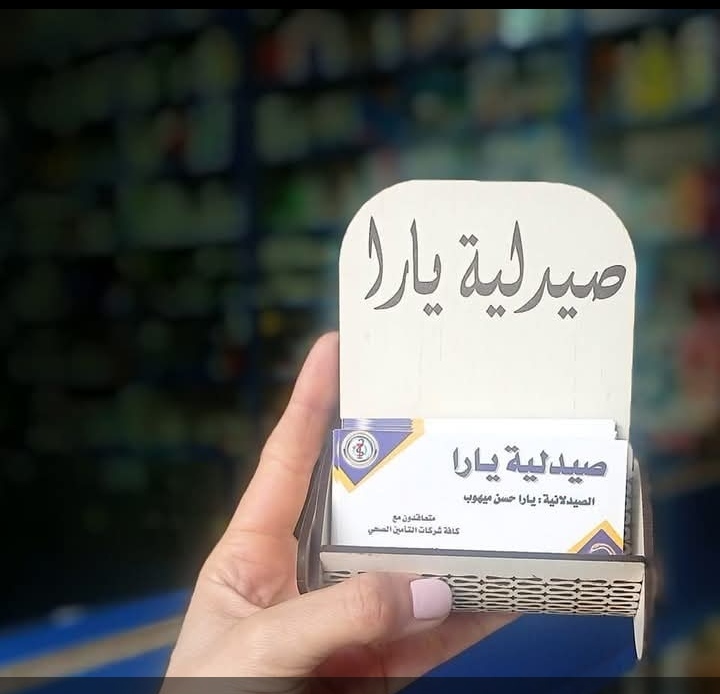 صيدلية يارا
صيدلية يارا
الصيدلانية : يارا حسن ميهوب
متعاقدون مع
كافة شركات التأمين الصحي